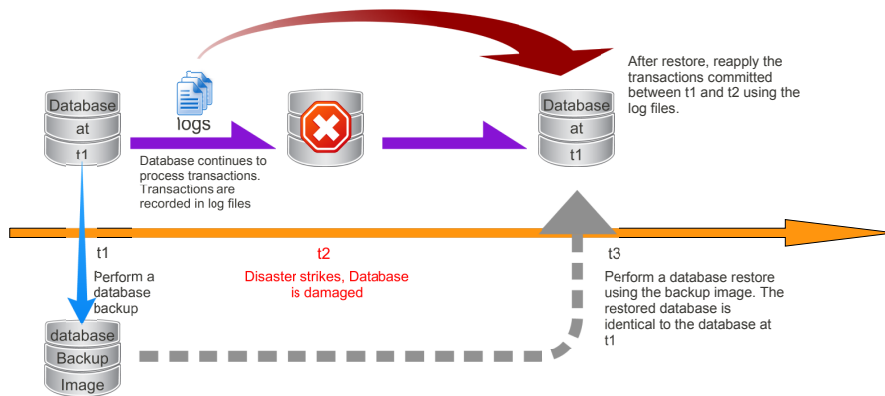 After restore, reapply the
transactions committed
between t1 and t2 using the
log files.
Database
at
t1
logs
Database continues to
process transactions.
Transactions are
recorded in log files
Database
at
t1
t1
Perform a
database
backup
t2
Disaster strikes, Database
is damaged
t3
Perform a database restore
using the backup image. The
restored database is
identical to the database at
t1
database
Backup
Image